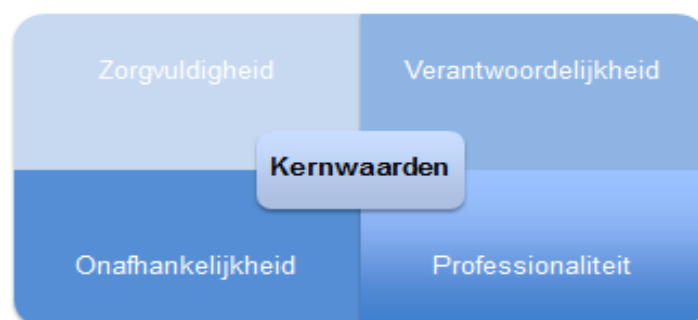 Zorgvuldigheid
Verantwoordelijkheid
Kernwaarden
Onafhankelijkheid
Professionaliteit